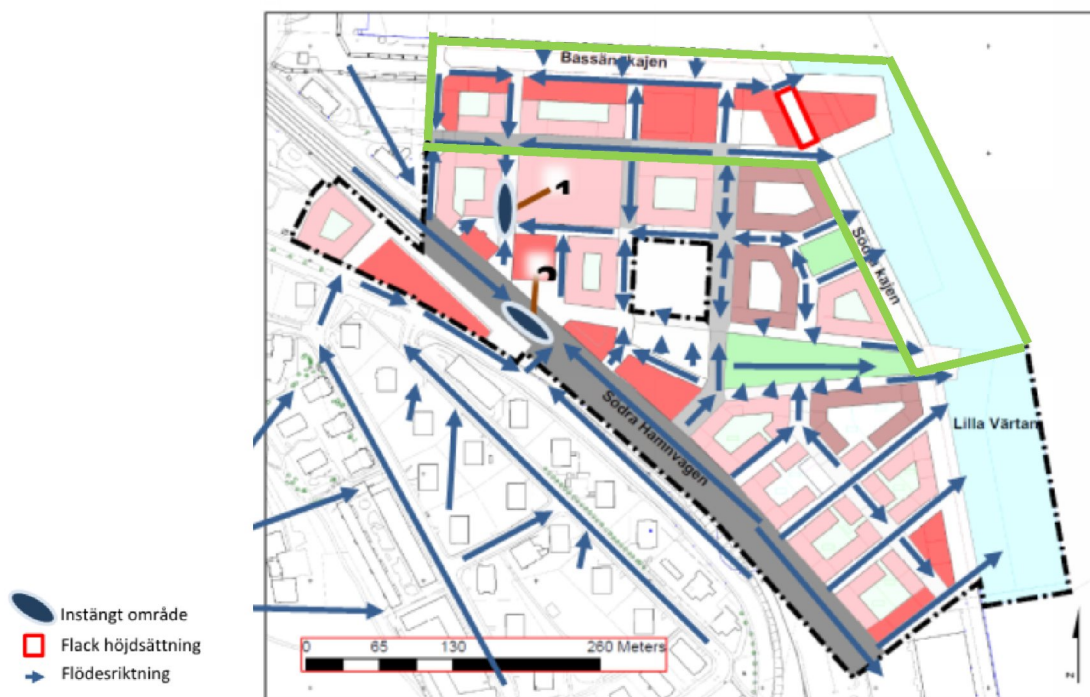 Bassängkajen
1
2
Södra kajen
Södra Hamnvägen
Lilla Värtan
Instängt område
Flack höjdsättning
Flödesriktning
0 65 130 260 Meters
N